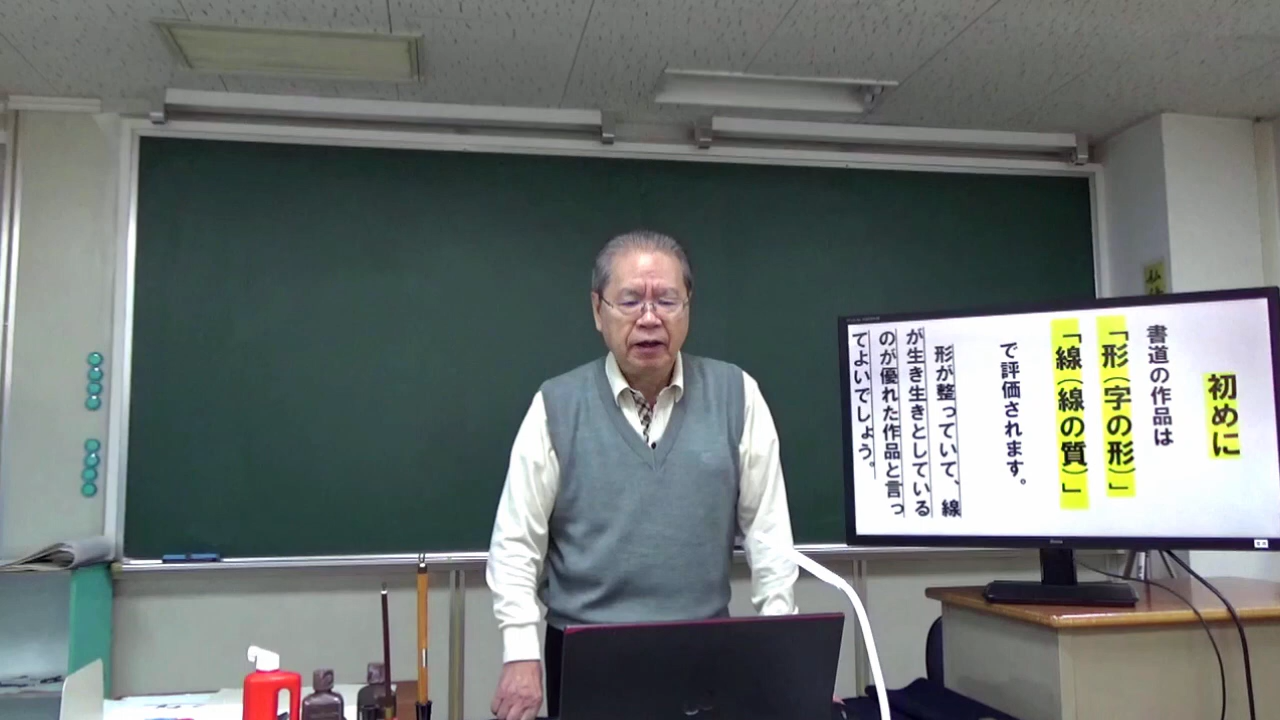 初めに
書道の作品は
「形（字の形）」
「線（線の質）」
で評価されます。
形が整っていて、線
が生き生きとしている
のが優れた作品と言っ
てよいでしょう。